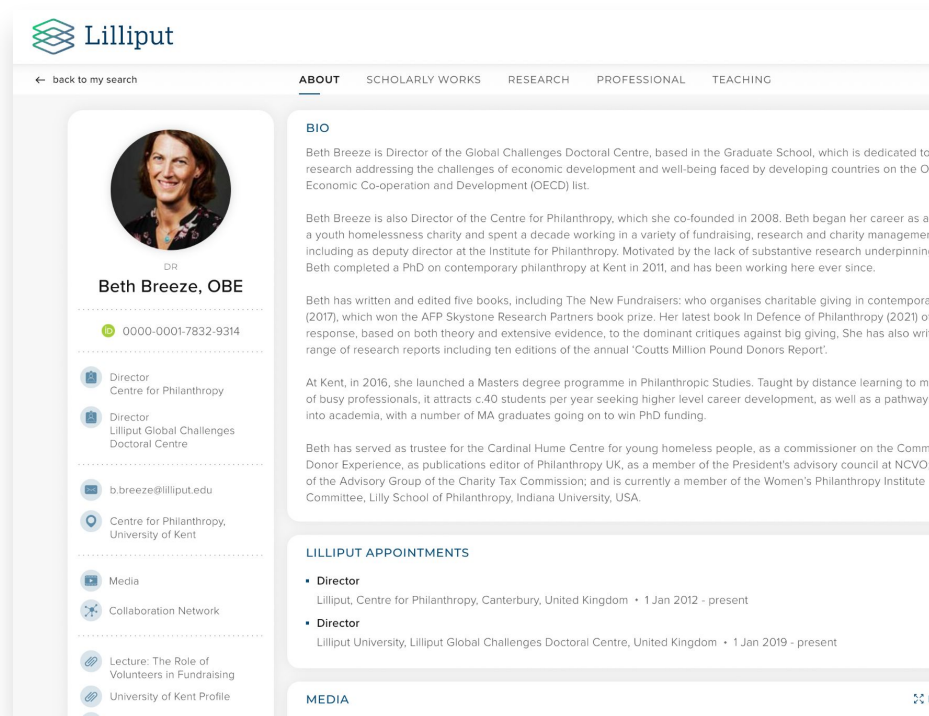 Lilliput
back to my search
ABOUT
SCHOLARLY WORKS
RESEARCH
PROFESSIONAL
TEACHING
DR
Beth Breeze, OBE
iD 0000-0001-7832-9314
Director
Centre for Philanthropy
Director
Lilliput Global Challenges
Doctoral Centre
b.breeze@lilliput.edu
Centre for Philanthropy,
University of Kent
Media
Collaboration Network
Lecture: The Role of
Volunteers in Fundraising
University of Kent Profile
BIO
Beth Breeze is Director of the Global Challenges Doctoral Centre, based in the Graduate School, which is dedicated to
research addressing the challenges of economic development and well-being faced by developing countries on the O
Economic Co-operation and Development (OECD) list.
Beth Breeze is also Director of the Centre for Philanthropy, which she co-founded in 2008. Beth began her career as a
a youth homelessness charity and spent a decade working in a variety of fundraising, research and charity managemen
including as deputy director at the Institute for Philanthropy. Motivated by the lack of substantive research underpinning
Beth completed a PhD on contemporary philanthropy at Kent in 2011, and has been working here ever since.
Beth has written and edited five books, including The New Fundraisers: who organises charitable giving in contempora
(2017), which won the AFP Skystone Research Partners book prize. Her latest book In Defence of Philanthropy (2021) of
response, based on both theory and extensive evidence, to the dominant critiques against big giving, She has also wri
range of research reports including ten editions of the annual ‘Coutts Million Pound Donors Report’.
At Kent, in 2016, she launched a Masters degree programme in Philanthropic Studies. Taught by distance learning to m
of busy professionals, it attracts c.40 students per year seeking higher level career development, as well as a pathway
into academia, with a number of MA graduates going on to win PhD funding.
Beth has served as trustee for the Cardinal Hume Centre for young homeless people, as a commissioner on the Comm
Donor Experience, as publications editor of Philanthropy UK, as a member of the President's advisory council at NCVO,
of the Advisory Group of the Charity Tax Commission; and is currently a member of the Women's Philanthropy Institute
Committee, Lilly School of Philanthropy, Indiana University, USA.
LILLIPUT APPOINTMENTS
Director
Lilliput, Centre for Philanthropy, Canterbury, United Kingdom • 1 Jan 2012 - present
Director
Lilliput University, Lilliput Global Challenges Doctoral Centre, United Kingdom • 1 Jan 2019 - present
MEDIA